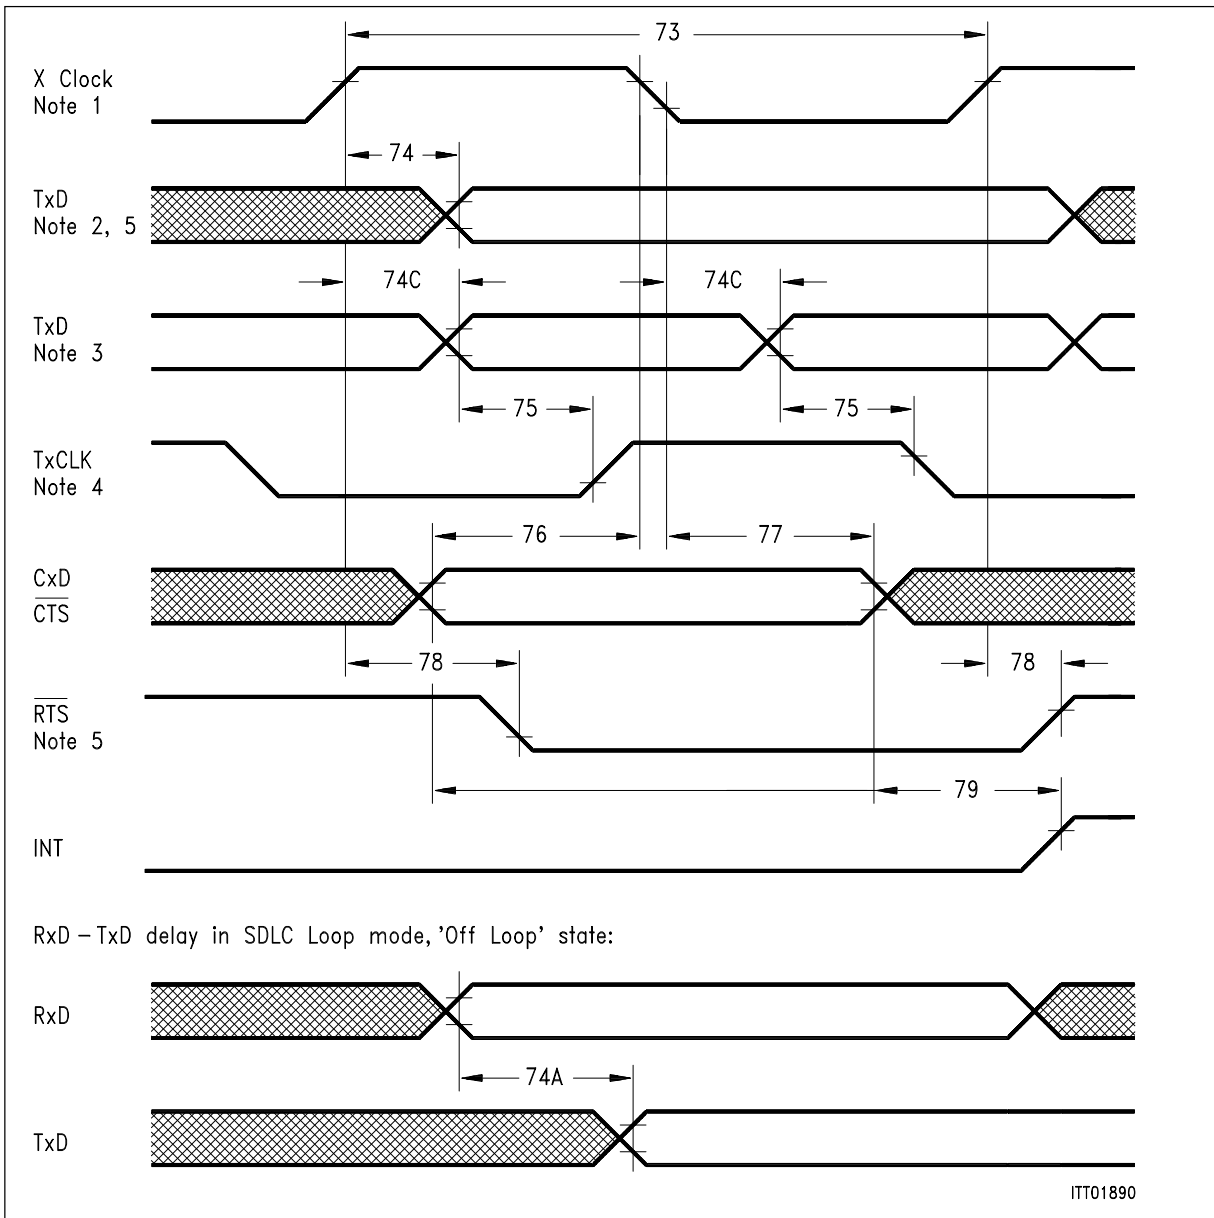 73
X Clock
Note 1
74
TxD
Note 2, 5
74C
74C
TxD
Note 3
75
75
TxCLK
Note 4
76
77
CxD
CTS
78
78
RTS
Note 5
79
INT
RxD – TxD delay in SDLC Loop mode, 'Off Loop' state:
RxD
74A
TxD
ITT01890